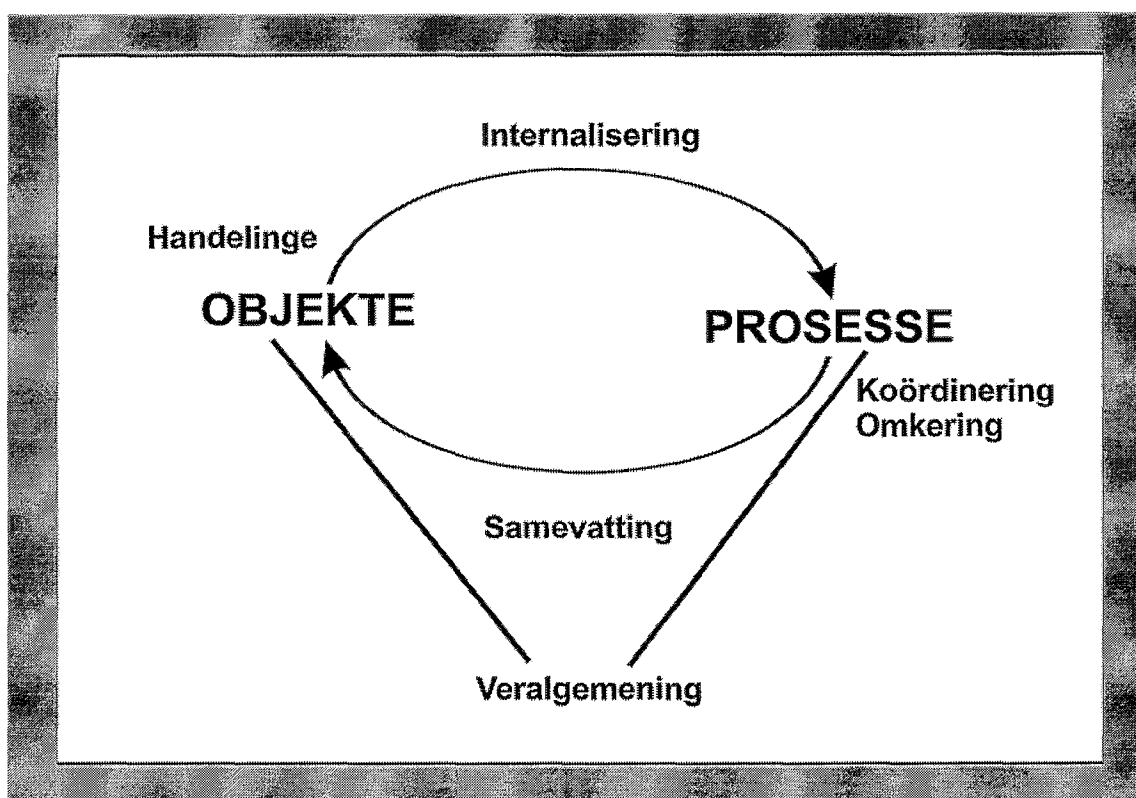 Internalisering
Handelinge
OBJEKTE
PROSESSE
Koördinering
Omkering
Samevatting
Veralgemening